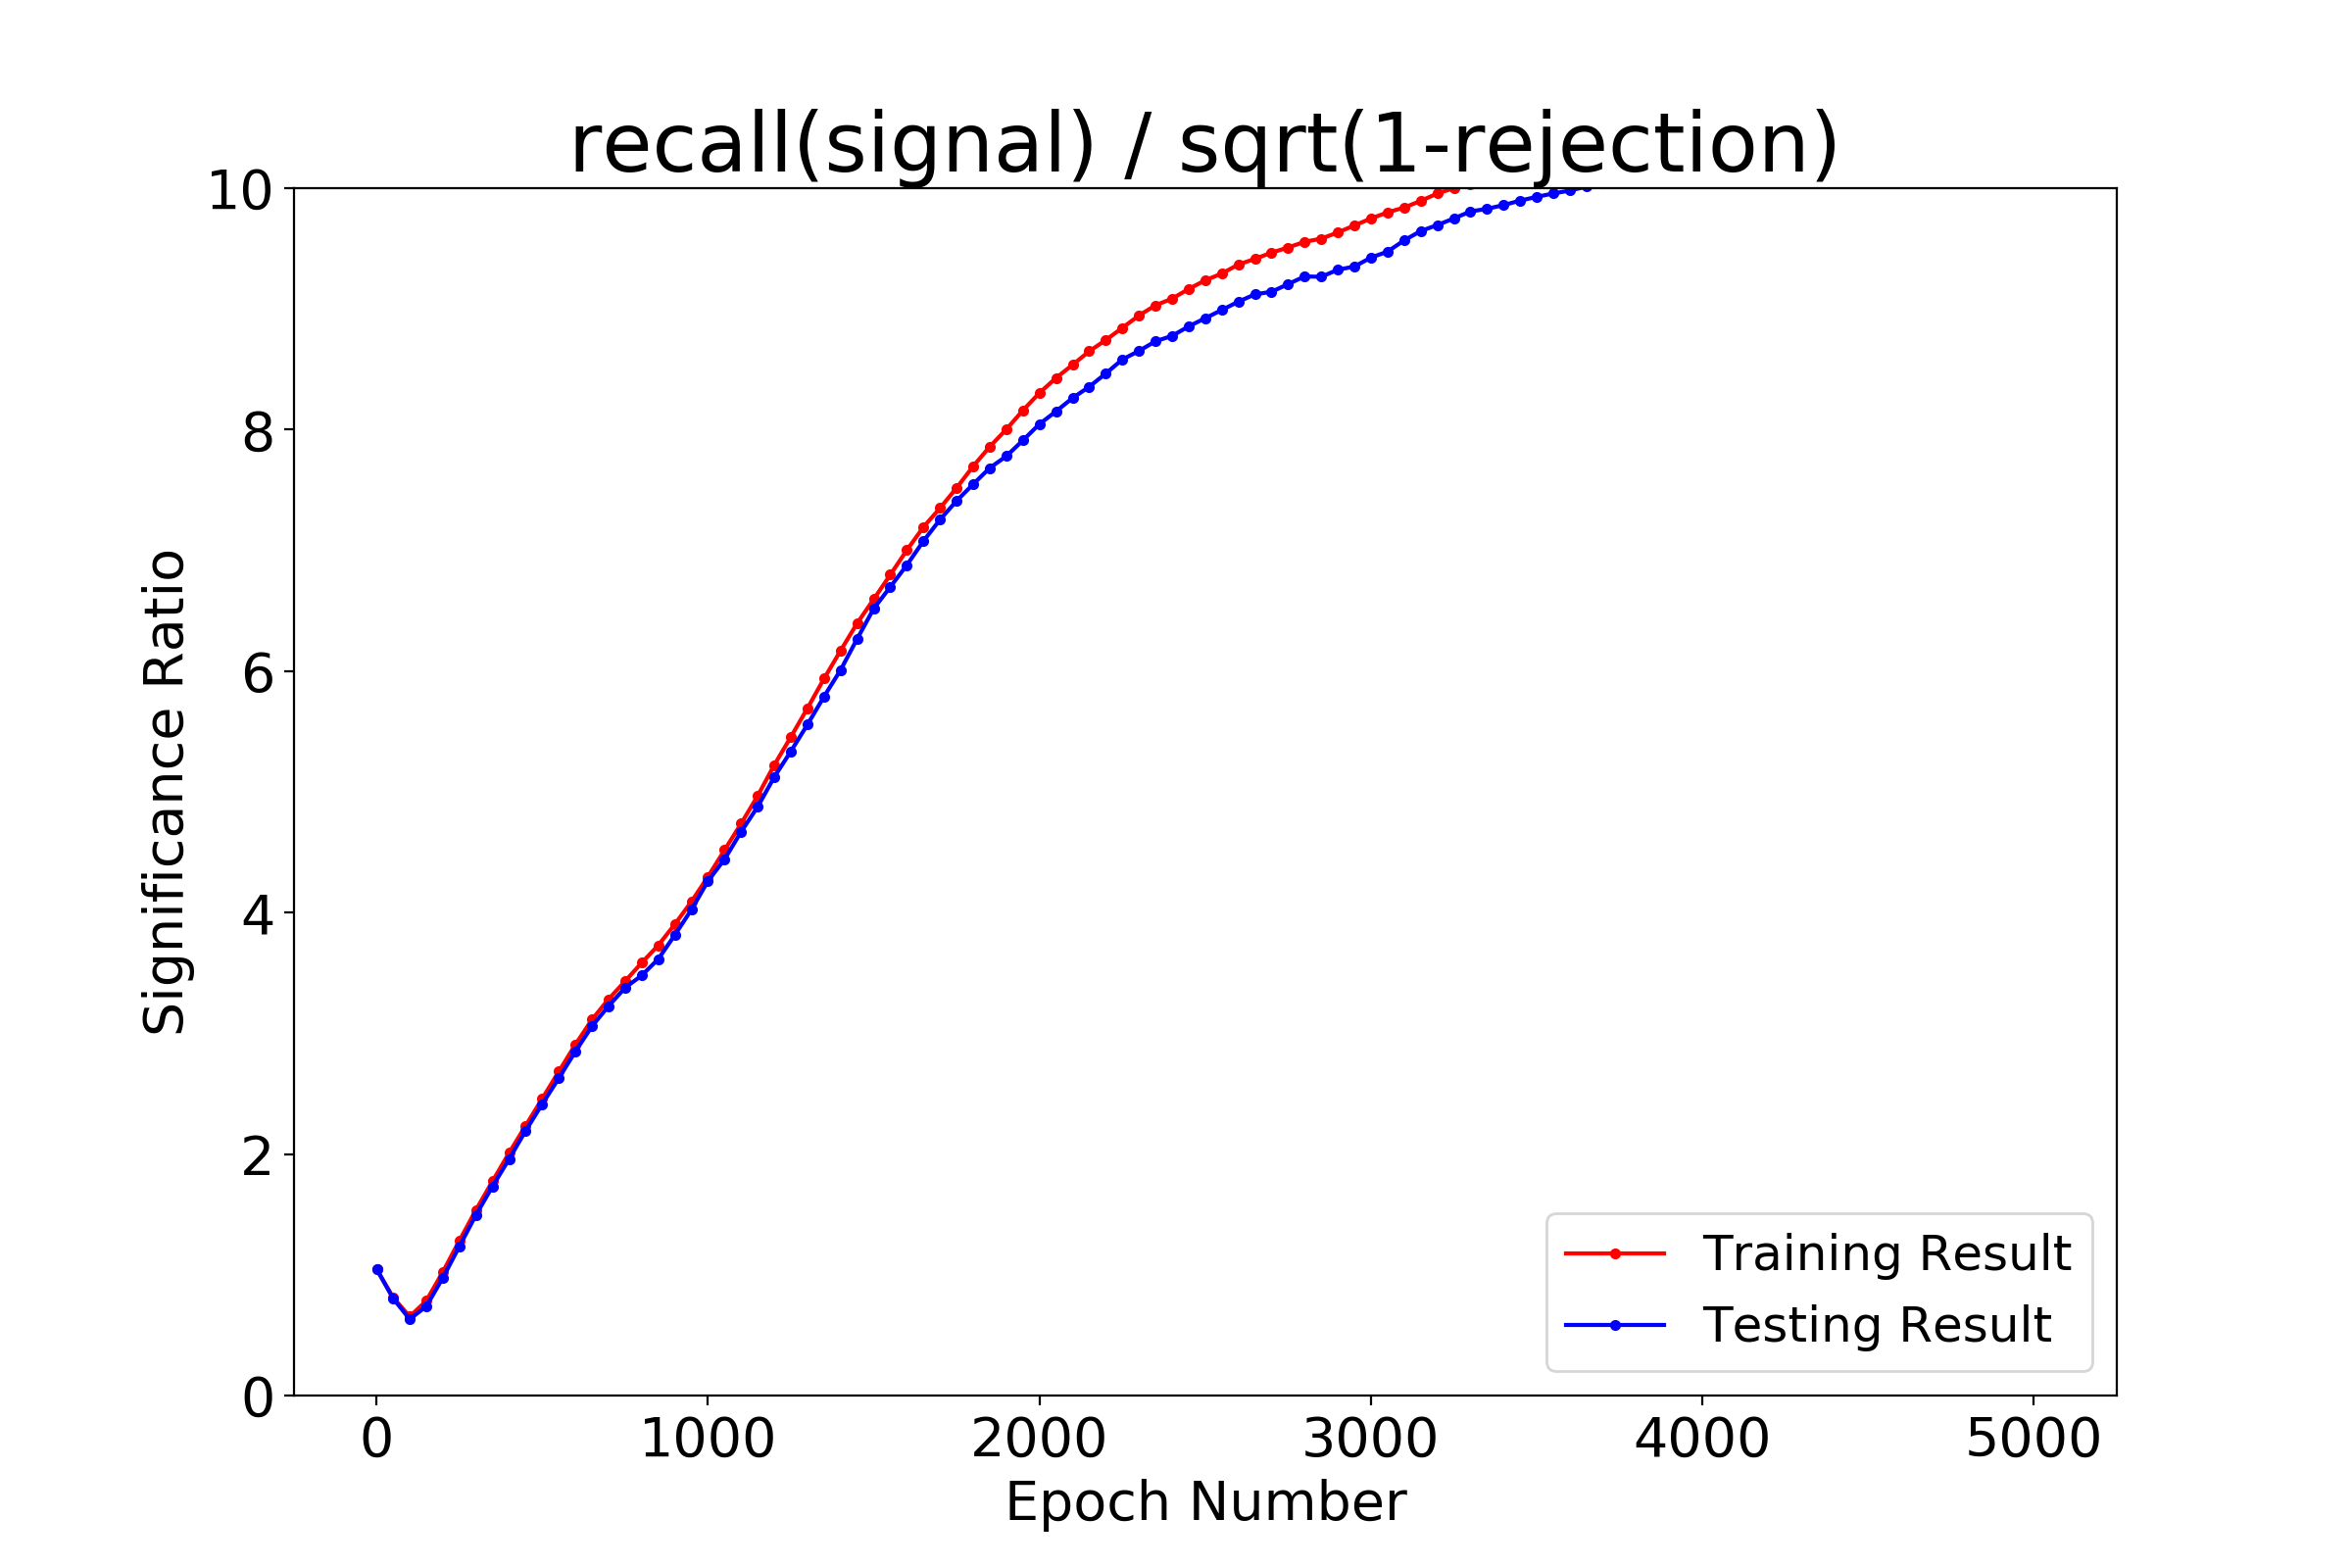 recall(signal) / sqrt(1-rejection)
10
8
6
4
2
0
Significance Ratio
0 1000 2000 3000 4000 5000
Epoch Number
Training Result
Testing Result